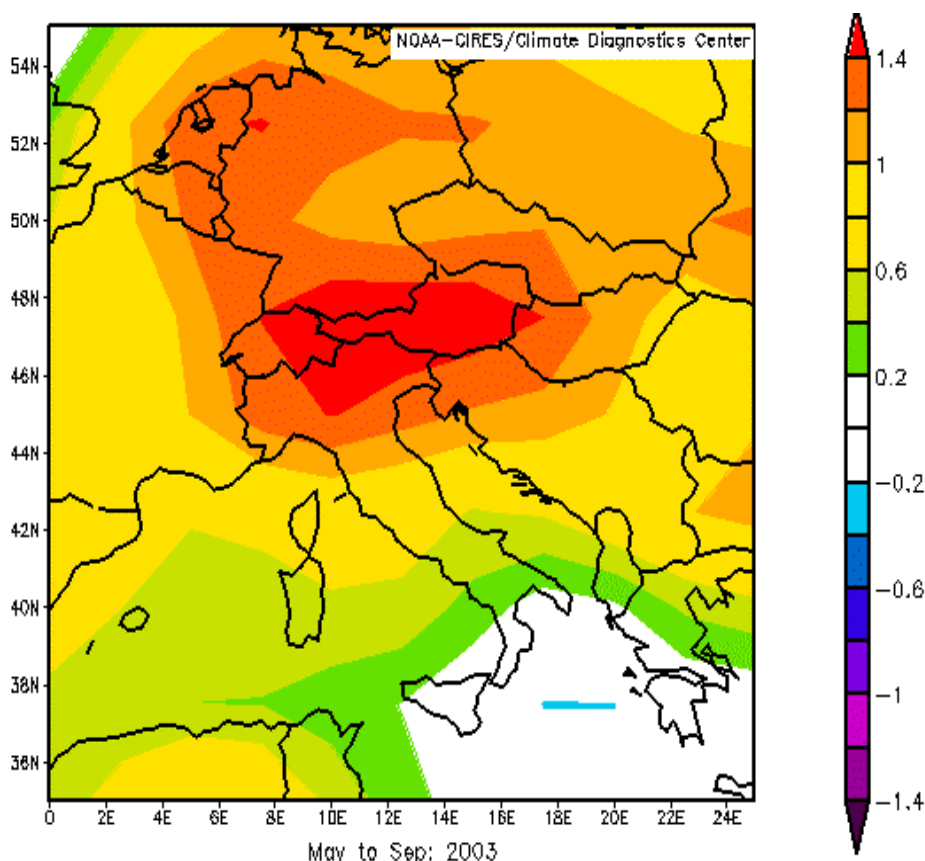 NOAA-CIRES/Climate Diagnostics Center
54N
52N
50N
48N
46N
44N
42N
40N
38N
36N
0 2E 4E 6E 8E 10E 12E 14E 16E 18E 20E 22E 24E
May to Sep: 2003
1.4
1
0.6
0.2
-0.2
-0.6
-1
-1.4